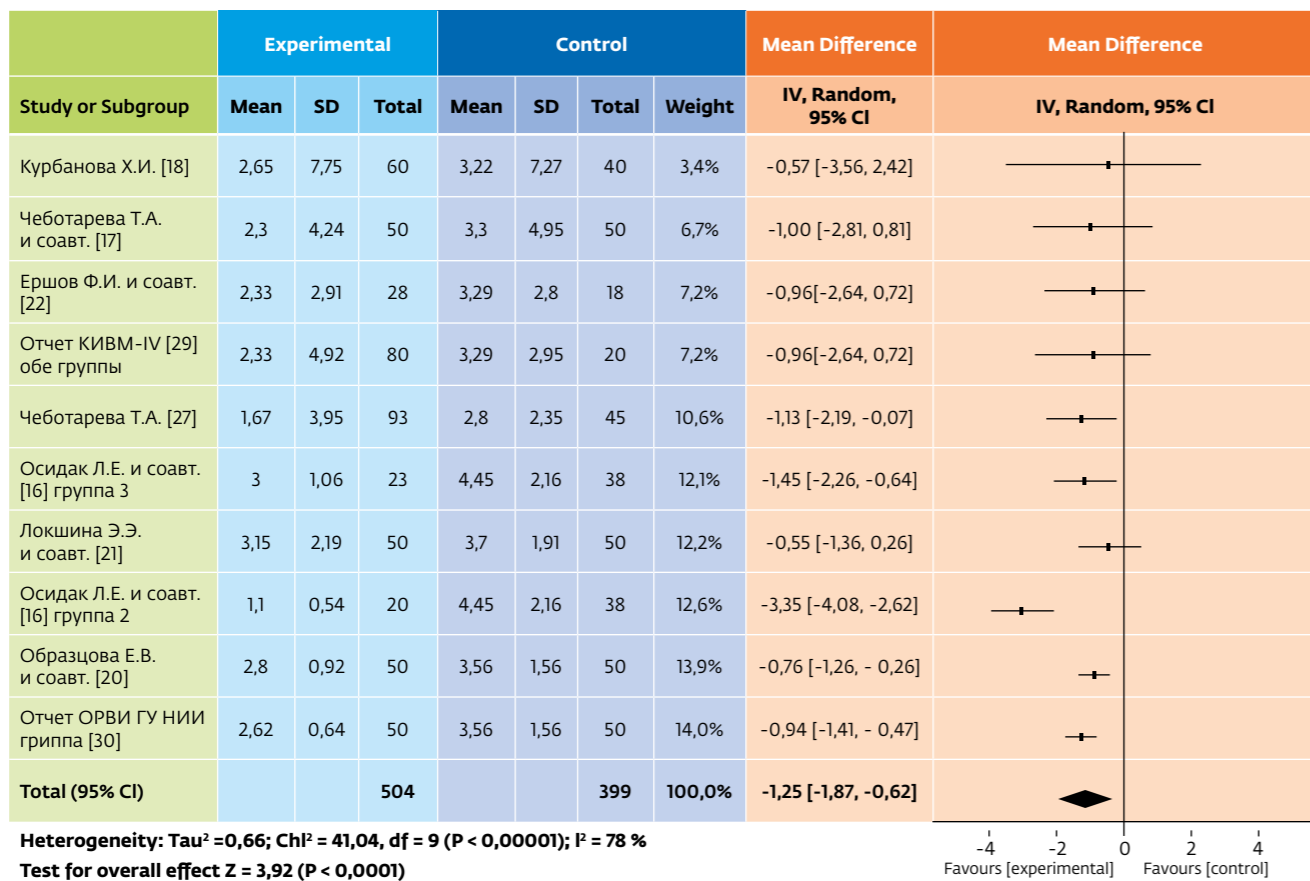 Experimental Control Mean Difference Mean Difference
Study or Subgroup Mean SD Total Mean SD Total Weight IV, Random, 95% Cl IV, Random, 95% Cl
Курбанова Х.И. [18] 2,65 7,75 60 3,22 7,27 40 3,4% -0,57 [-3,56, 2,42]
Чеботарева Т.А.
и соавт. [17] 2,3 4,24 50 3,3 4,95 50 6,7% -1,00 [-2,81, 0,81]
Ершов Ф.И. и соавт.
[22] 2,33 2,91 28 3,29 2,8 18 7,2% -0,96[-2,64, 0,72]
Отчет КИВМ-IV [29]
обе группы 2,33 4,92 80 3,29 2,95 20 7,2% -0,96[-2,64, 0,72]
Чеботарева Т.А. [27] 1,67 3,95 93 2,8 2,35 45 10,6% -1,13 [-2,19, -0,07]
Осидак Л.Е. и соавт.
[16] группа 3 3 1,06 23 4,45 2,16 38 12,1% -1,45 [-2,26, -0,64]
Локшина Э.Э.
и соавт. [21] 3,15 2,19 50 3,7 1,91 50 12,2% -0,55 [-1,36, 0,26]
Осидак Л.Е. и соавт.
[16] группа 2 1,1 0,54 20 4,45 2,16 38 12,6% -3,35 [-4,08, -2,62]
Образцова Е.В.
и соавт. [20] 2,8 0,92 50 3,56 1,56 50 13,9% -0,76 [-1,26, - 0,26]
Отчет ОРВИ ГУ НИИ
гриппа [30] 2,62 0,64 50 3,56 1,56 50 14,0% -0,94 [-1,41, - 0,47]
Total (95% Cl) 504 399 100,0% -1,25 [-1,87, -0,62]
Heterogeneity: Tau² =0,66; Chl² = 41,04, df = 9 (P < 0,00001); I² = 78 %
Test for overall effect Z = 3,92 (P < 0,0001)
-4 -2 0 2 4
Favours [experimental] Favours [control]